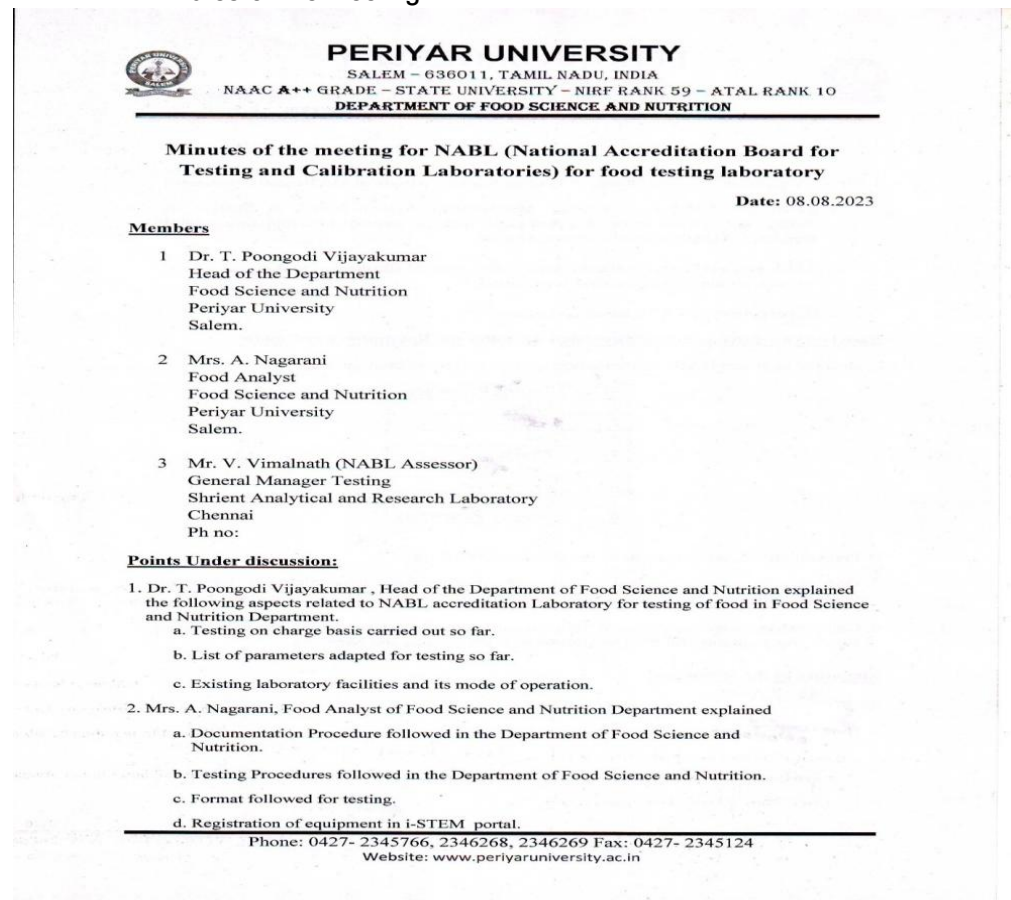 PERIYAR UNIVERSITY
SALEM – 636011, TAMIL NADU, INDIA
NAAC A++ GRADE – STATE UNIVERSITY – NIRF RANK 59 – ATAL RANK 10
DEPARTMENT OF FOOD SCIENCE AND NUTRITION
Minutes of the meeting for NABL (National Accreditation Board for
Testing and Calibration Laboratories) for food testing laboratory
Date: 08.08.2023
Members
1 Dr. T. Poongodi Vijayakumar
Head of the Department
Food Science and Nutrition
Periyar University
Salem.
2 Mrs. A. Nagarani
Food Analyst
Food Science and Nutrition
Periyar University
Salem.
3 Mr. V. Vimalnath (NABL Assessor)
General Manager Testing
Shrient Analytical and Research Laboratory
Chennai
Ph no:
Points Under discussion:
1. Dr. T. Poongodi Vijayakumar , Head of the Department of Food Science and Nutrition explained
the following aspects related to NABL accreditation Laboratory for testing of food in Food Science
and Nutrition Department.
a. Testing on charge basis carried out so far.
b. List of parameters adapted for testing so far.
c. Existing laboratory facilities and its mode of operation.
2. Mrs. A. Nagarani, Food Analyst of Food Science and Nutrition Department explained
a. Documentation Procedure followed in the Department of Food Science and
Nutrition.
b. Testing Procedures followed in the Department of Food Science and Nutrition.
c. Format followed for testing.
d. Registration of equipment in i-STEM portal.
Phone: 0427- 2345766, 2346268, 2346269 Fax: 0427- 2345124
Website: www.periyaruniversity.ac.in